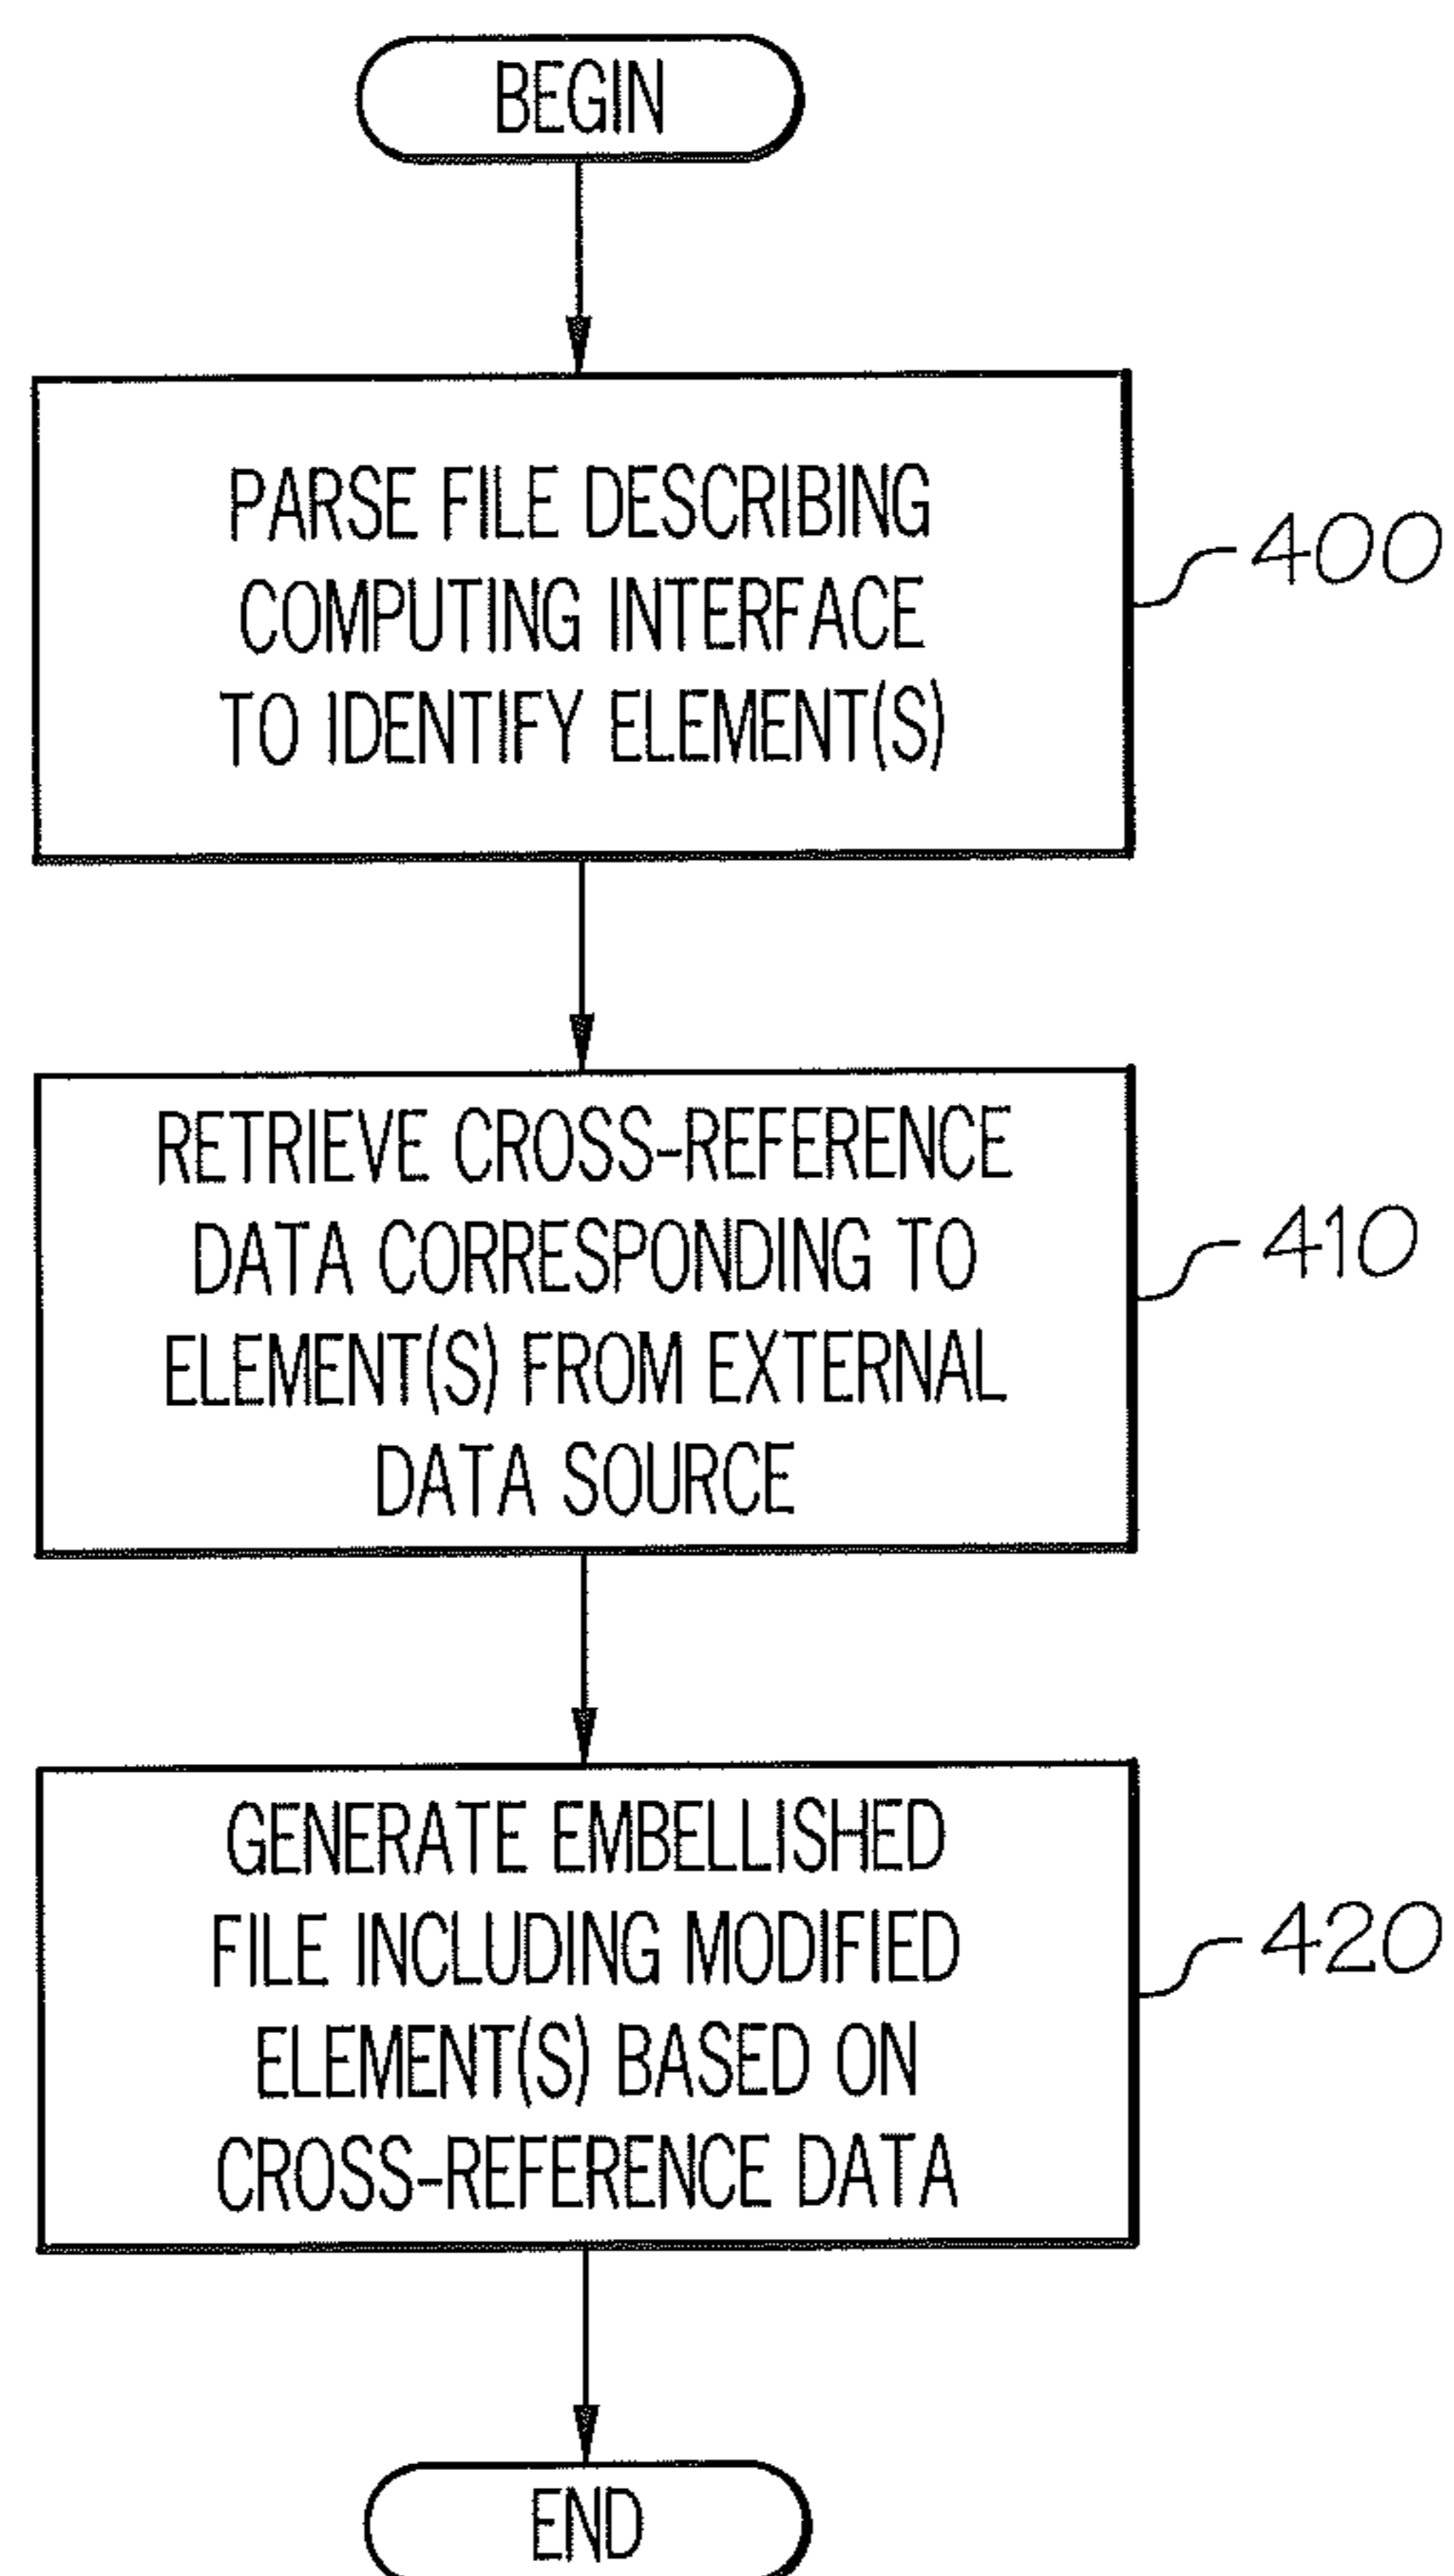 BEGIN
PARSE FILE DESCRIBING
COMPUTING INTERFACE
TO IDENTIFY ELEMENT(S)
400
RETRIEVE CROSS-REFERENCE
DATA CORRESPONDING TO
ELEMENT(S) FROM EXTERNAL
DATA SOURCE
410
GENERATE EMBELLISHED
FILE INCLUDING MODIFIED
ELEMENT(S) BASED ON
CROSS-REFERENCE DATA
420
END